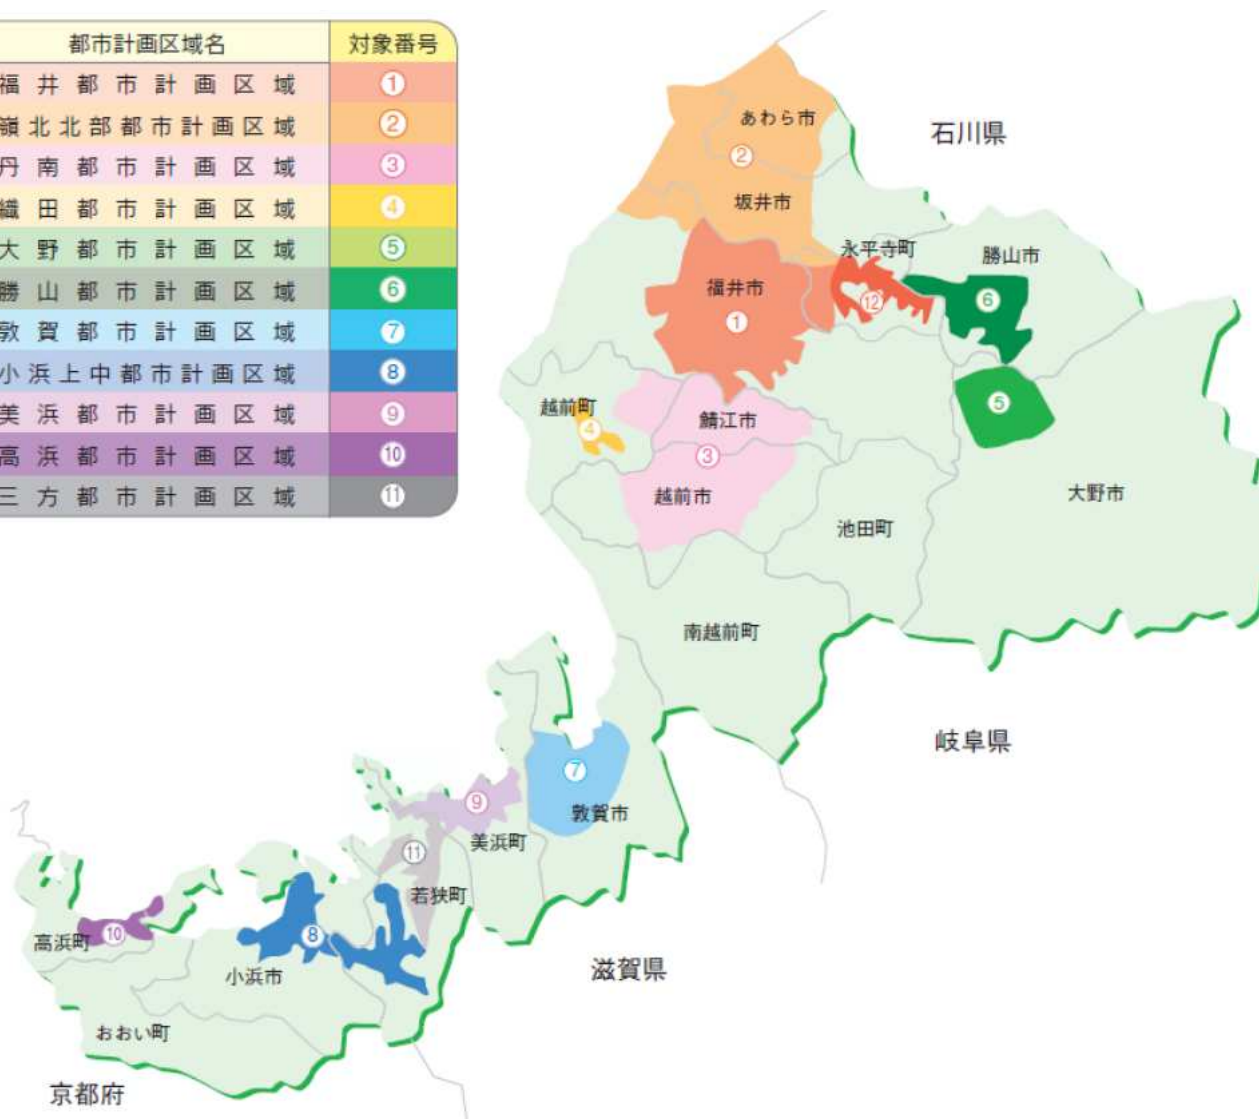 都市計画区域名 対象番号
福井都市計画区域 ①
嶺北北部都市計画区域 ②
丹南都市計画区域 ③
織田都市計画区域 ④
大野都市計画区域 ⑤
勝山都市計画区域 ⑥
敦賀都市計画区域 ⑦
小浜上中都市計画区域 ⑧
美浜都市計画区域 ⑨
高浜都市計画区域 ⑩
三方都市計画区域 ⑪
あわら市
石川県
②
坂井市
永平寺町
勝山市
福井市
⑫
⑥
①
越前町
⑤
鯖江市
④
③
越前市
大野市
池田町
南越前町
岐阜県
⑦
⑨
敦賀市
美浜町
⑪
若狭町
⑩
⑧
高浜町
滋賀県
小浜市
おおい町
京都府